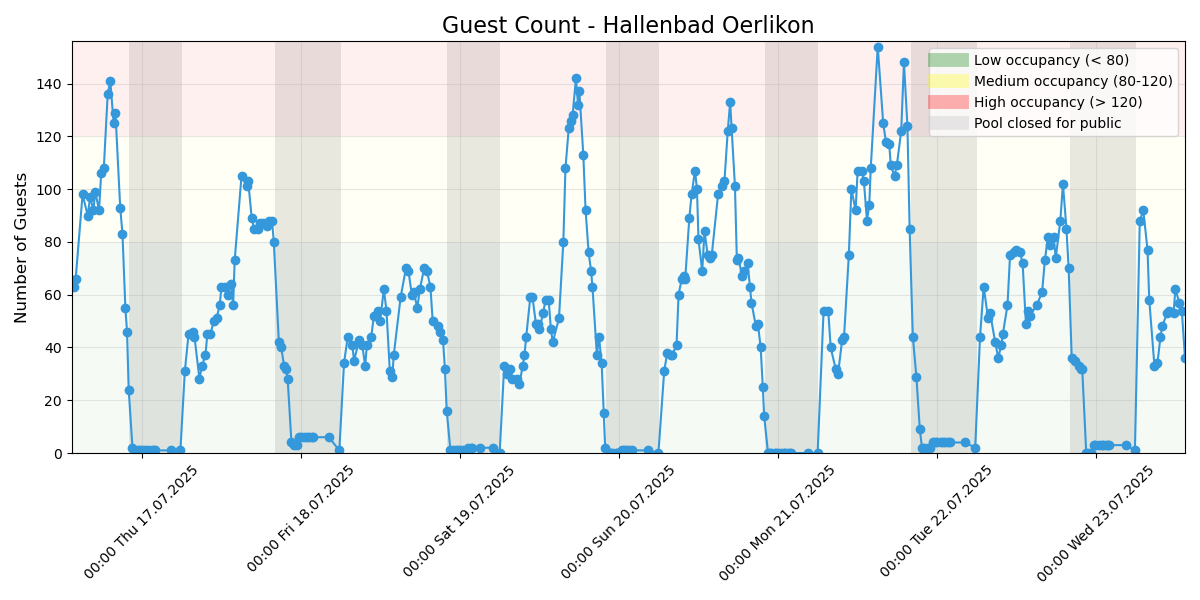 Guest Count - Hallenbad Oerlikon
Number of Guests
140
120
100
80
60
40
20
0
Low occupancy (< 80)
Medium occupancy (80-120)
High occupancy (> 120)
Pool closed for public
00:00 Thu 17.07.2025
00:00 Fri 18.07.2025
00:00 Sat 19.07.2025
00:00 Sun 20.07.2025
00:00 Mon 21.07.2025
00:00 Tue 22.07.2025
00:00 Wed 23.07.2025